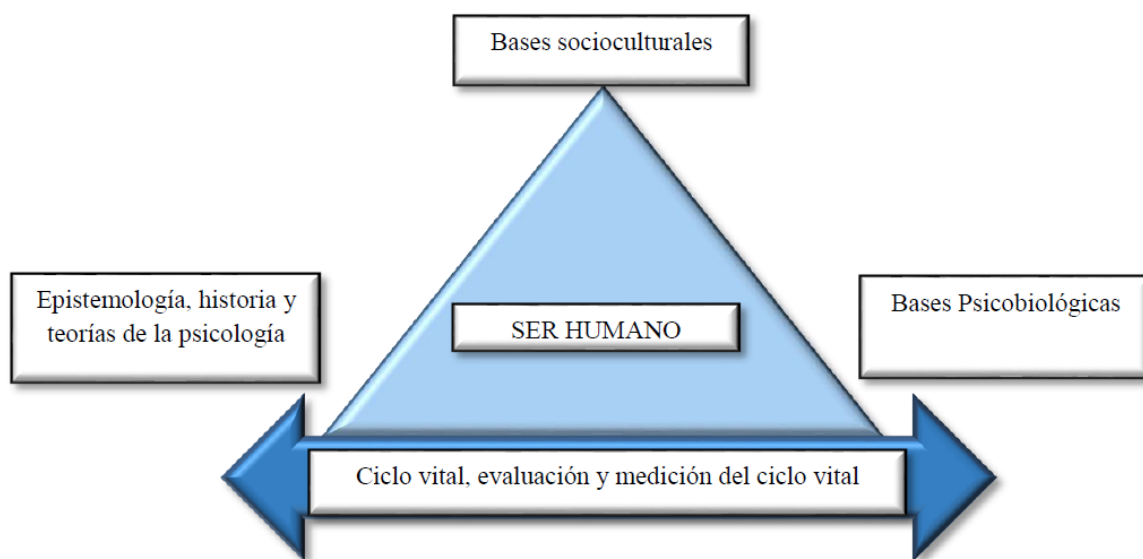 Bases socioculturales
Epistemología, historia y
teorías de la psicología
Bases Psicobiológicas
SER HUMANO
Ciclo vital, evaluación y medición del ciclo vital